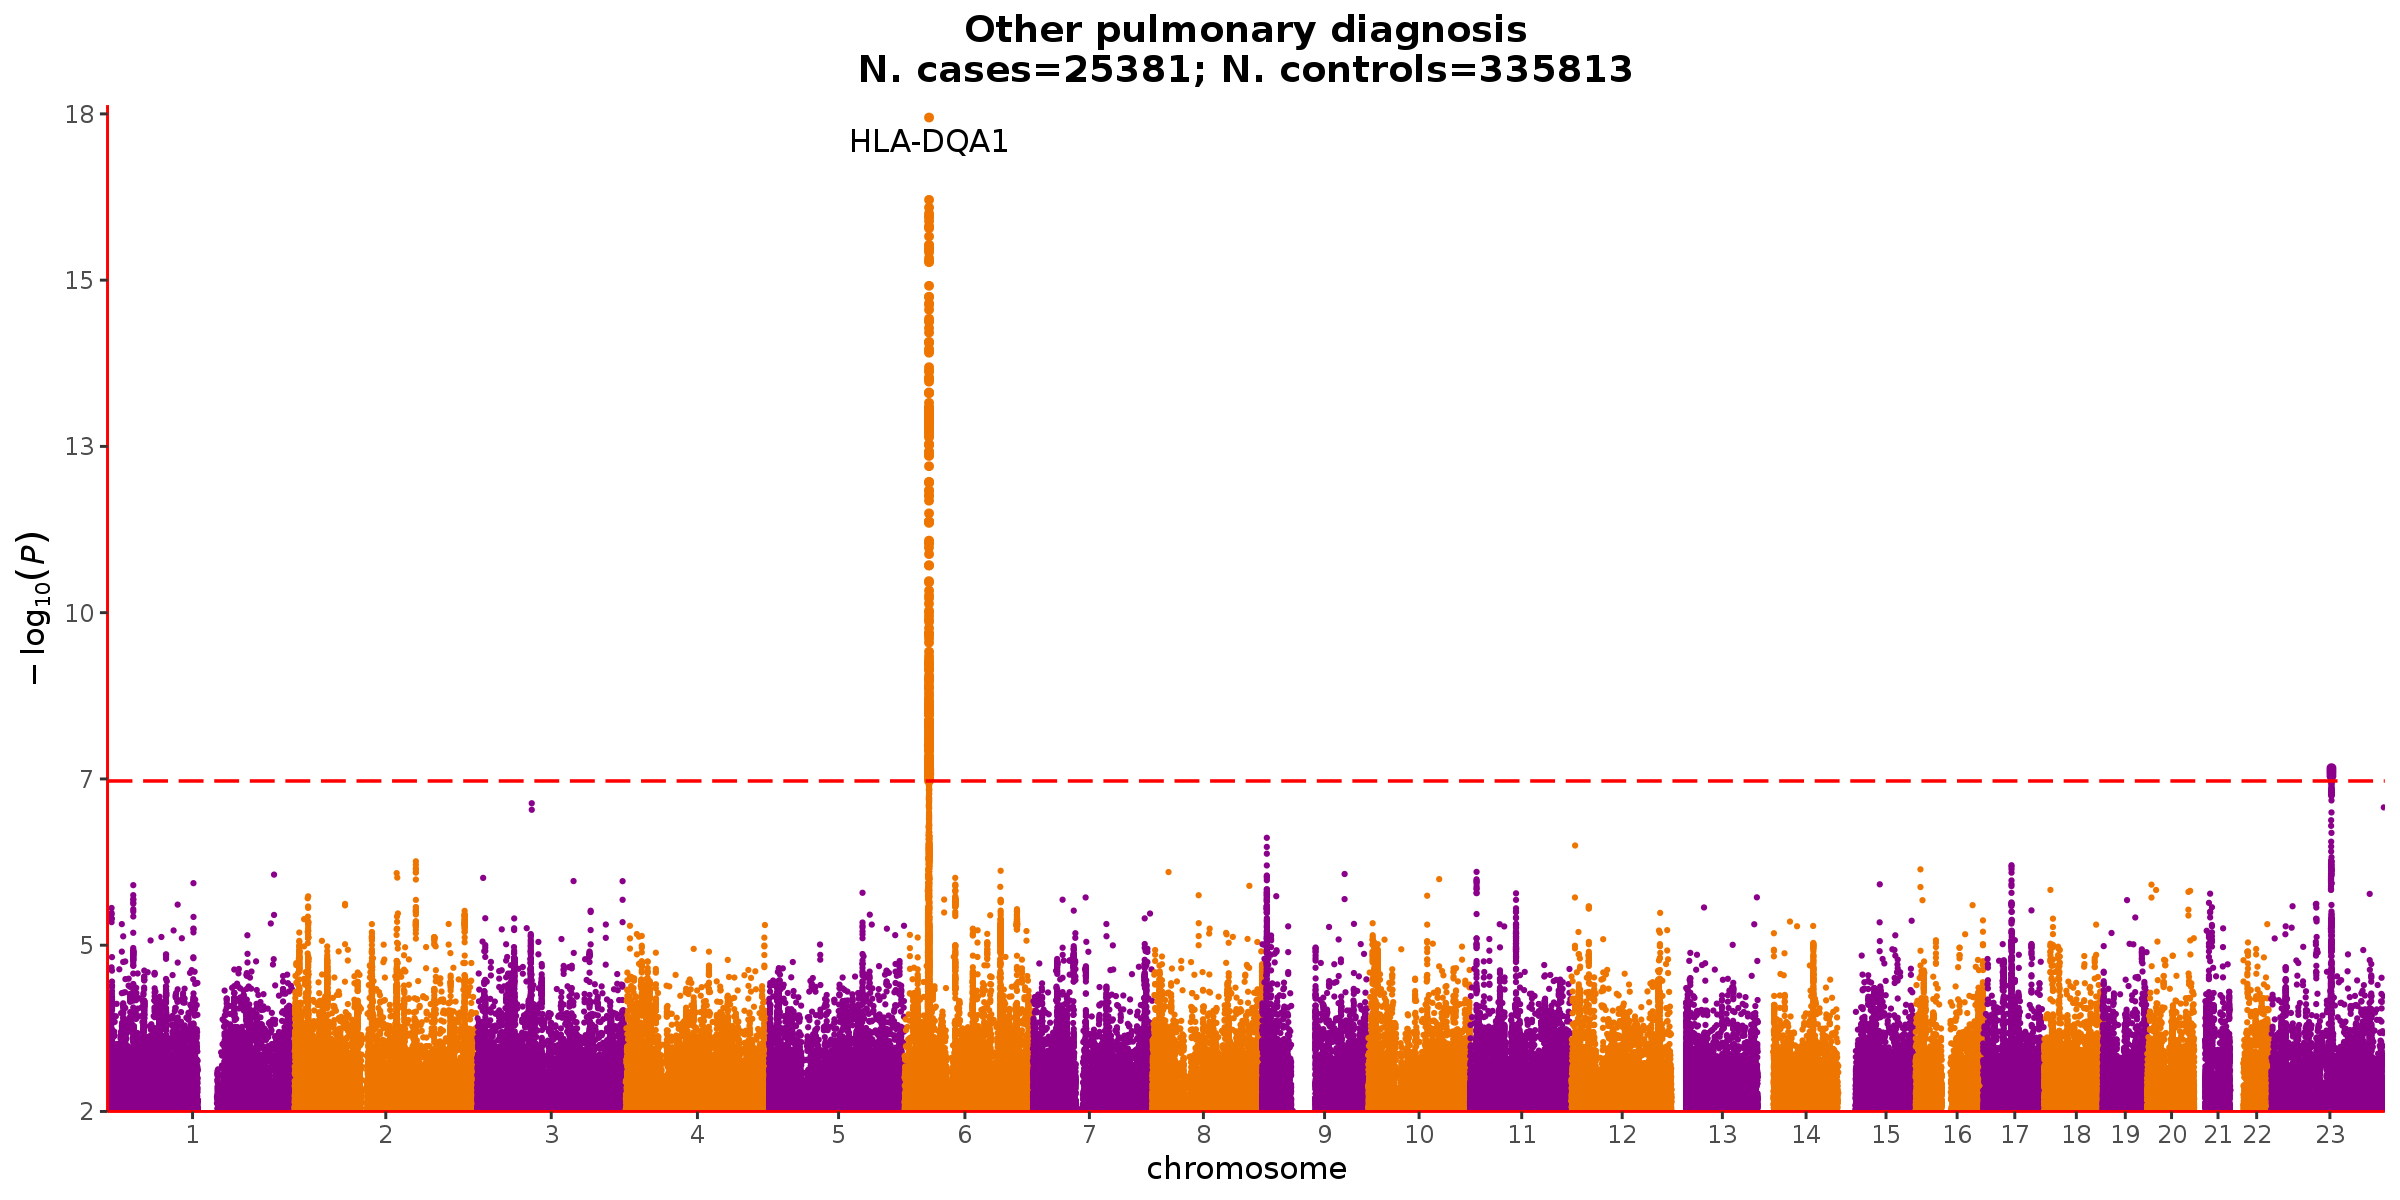 Other pulmonary diagnosis
N. cases=25381; N. controls=335813
18
HLA-DQA1
15
13
10
7
5
2
−log10(P)
1 2 3 4 5 6 7 8 9 10 11 12 13 14 15 16 17 18 19 20 21 22 23
chromosome